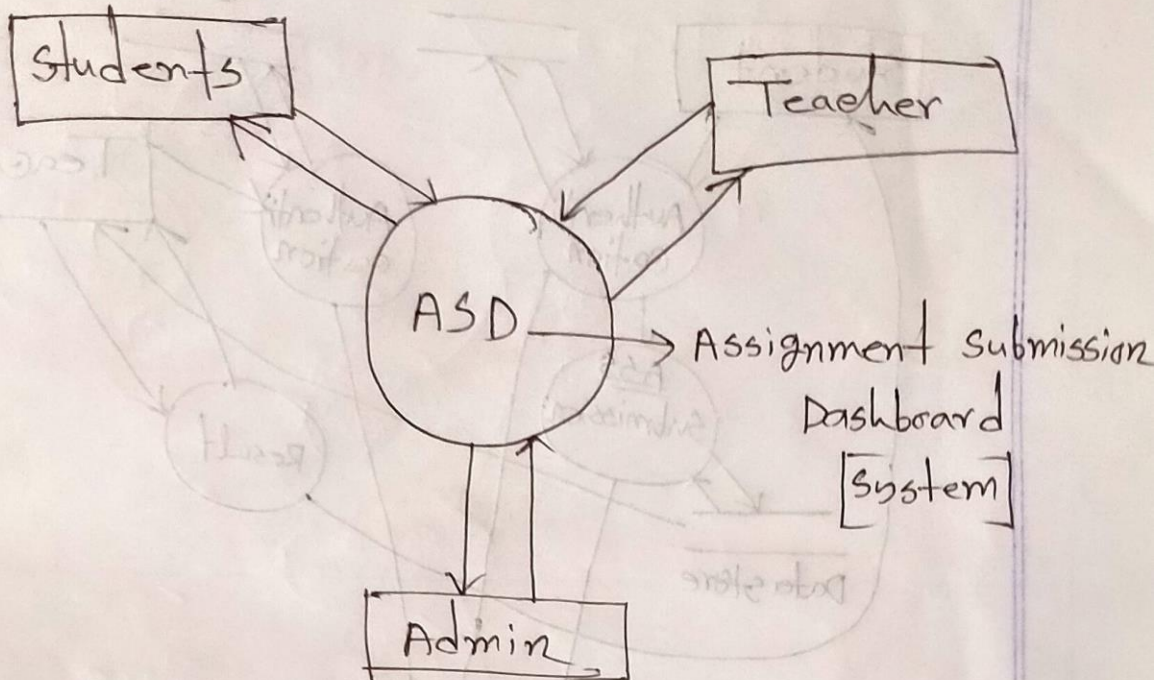 Students
Teacher
ASD
Assignment Submission
Dashboard
[System]
Admin